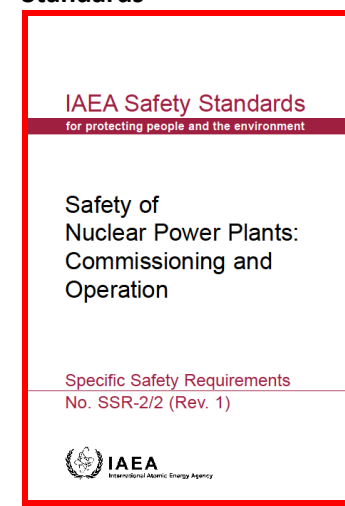 Standards
IAEA Safety Standards
for protecting people and the environment
Safety of
Nuclear Power Plants:
Commissioning and
Operation
Specific Safety Requirements
No. SSR-2/2 (Rev. 1)
IAEA
International Atomic Energy Agency